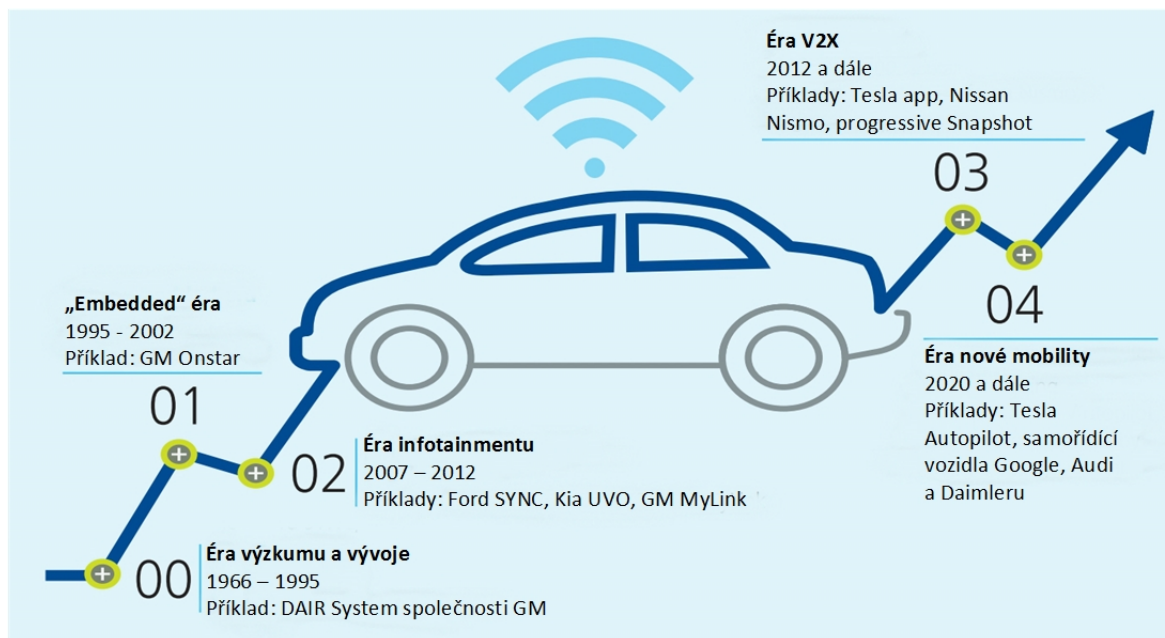 Éra V2X
2012 a dále
Příklady: Tesla app, Nissan
Nismo, progressive Snapshot
03
04
Éra nové mobility
2020 a dále
Příklady: Tesla
Autopilot, samořídící
vozidla Google, Audi
a Daimleru
„Embedded“ éra
1995 - 2002
Příklad: GM Onstar
01
02
Éra infotainmentu
2007 – 2012
Příklady: Ford SYNC, Kia UVO, GM MyLink
00
Éra výzkumu a vývoje
1966 – 1995
Příklad: DAIR System společnosti GM